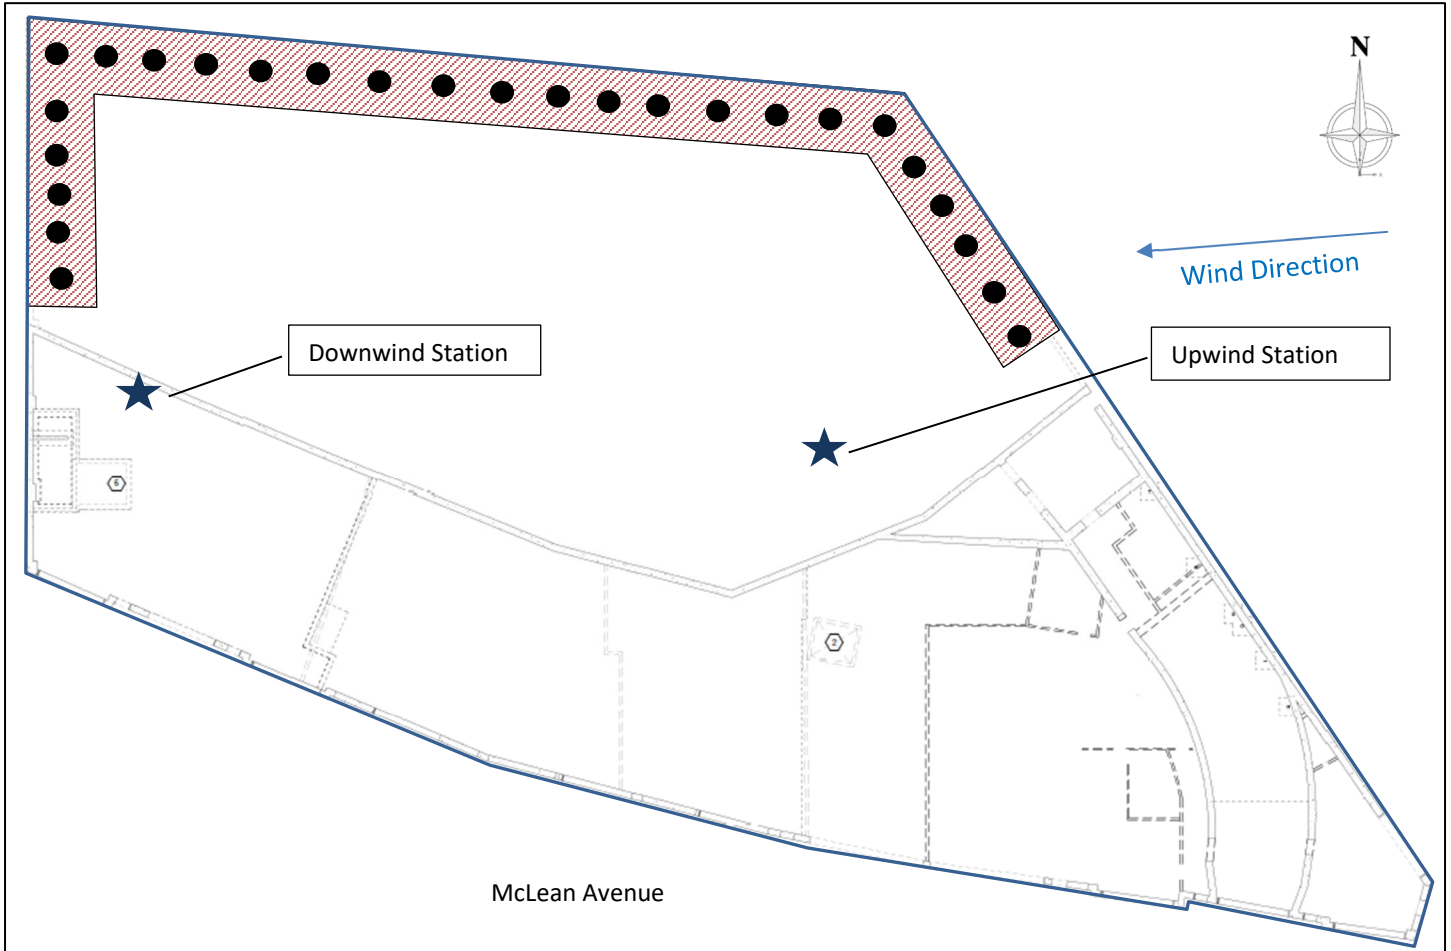 N
Wind Direction
Downwind Station
Upwind Station
6
2
McLean Avenue